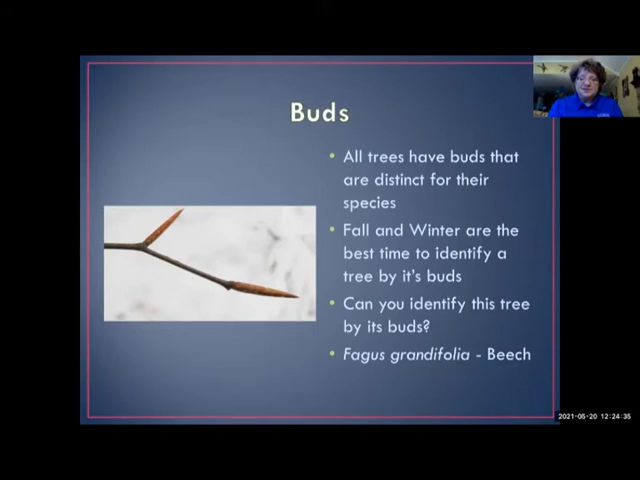 Buds
• All trees have buds that
are distinct for their
species
• Fall and Winter are the
best time to identify a
tree by it's buds
• Can you identify this tree
by its buds?
• Fagus grandifolia - Beech
2021-05-20 12:24:35